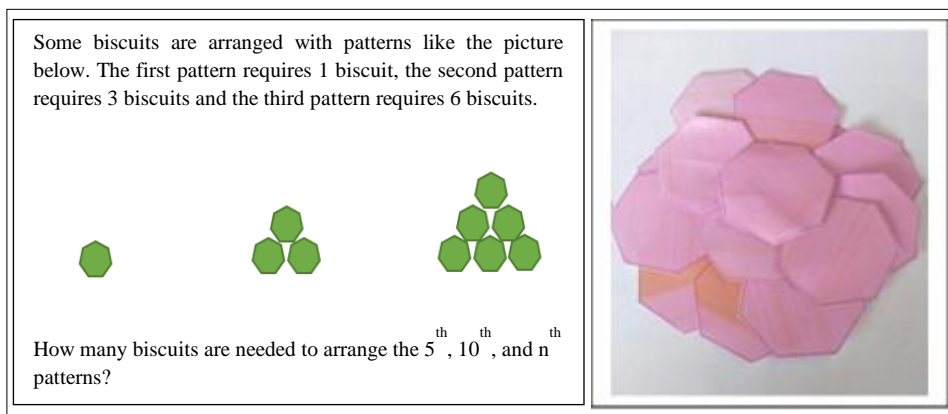 Some biscuits are arranged with patterns like the picture
below. The first pattern requires 1 biscuit, the second pattern
requires 3 biscuits and the third pattern requires 6 biscuits.
How many biscuits are needed to arrange the 5th, 10th, and nth
patterns?